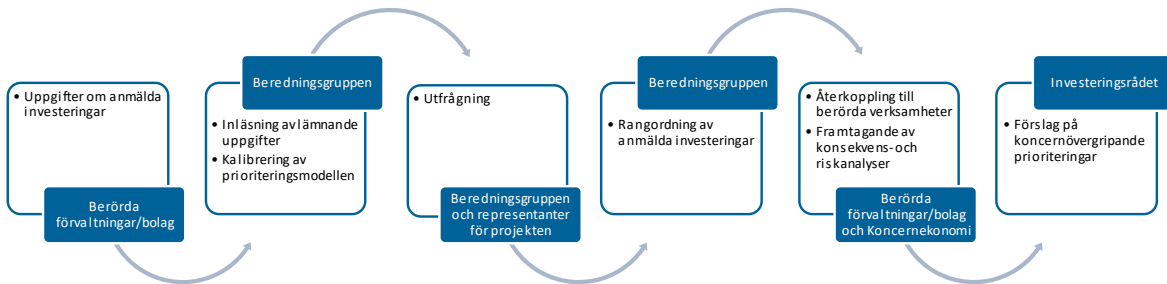 • Uppgifter om anmälda
investeringar
Berörda
förvaltningar/bolag
Beredningsgruppen
• Inläsning av lämnande
uppgifter
• Kalibrering av
prioriteringsmodellen
• Utfrågning
Beredningsgruppen
och representanter
för projekten
Beredningsgruppen
• Rangordning av
anmälda investeringar
• Återkoppling till
berörda verksamheter
• Framtagande av
konsekvens- och
riskanalyser
Berörda
förvaltningar/bolag
och Koncernekonomi
Investeringsrådet
• Förslag på
koncernövergripande
prioriteringar